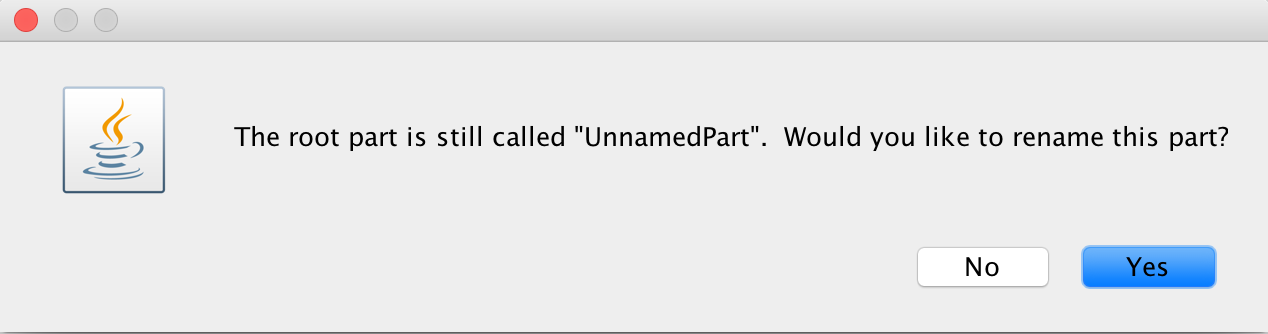 The root part is still called "UnnamedPart".  Would you like to rename this part?
No
Yes